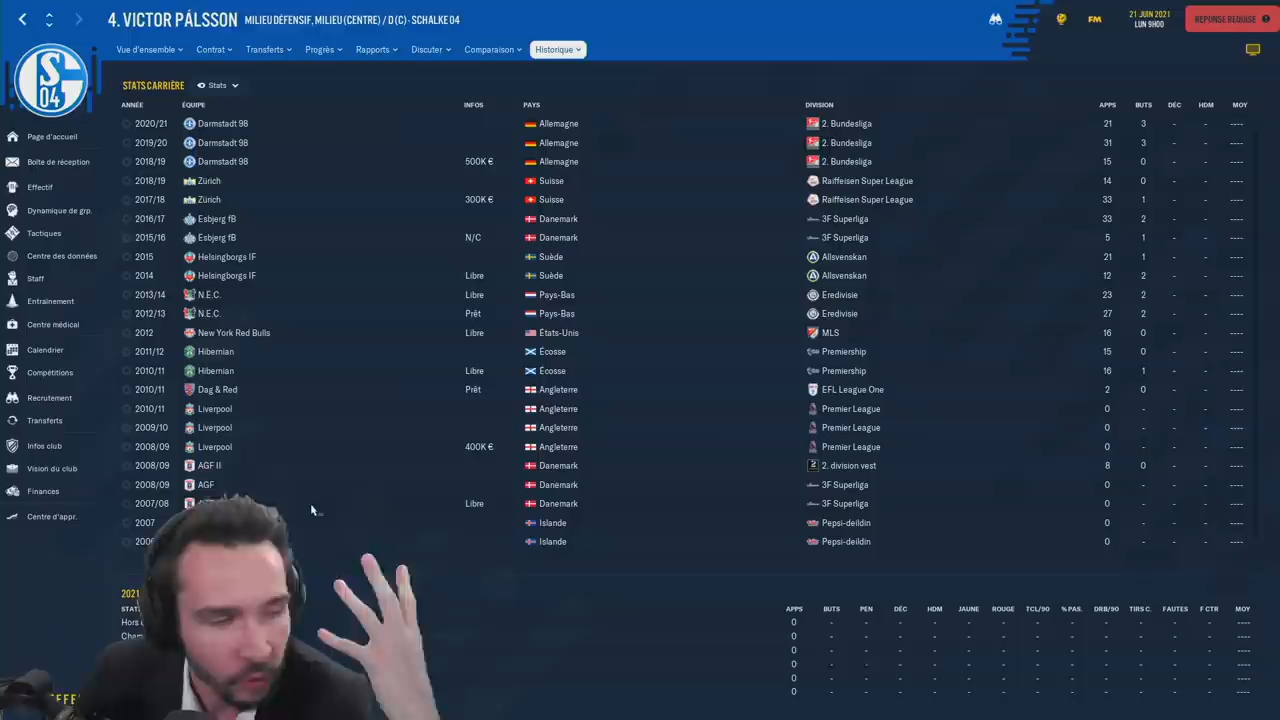 4. VICTOR PÁLSSON MILIEU DÉFENSIF, MILIEU (CENTRE) / D (C) - SCHALKE 04
FM
21 JUIN 2021
LUN 9H00
RÉPONSE REQUISE
Vue d'ensemble Contrat Transferts Progrès Rapports Discuter Comparaison Historique
STATS CARRIÈRE Stats
ANNÉE ÉQUIPE INFOS PAYS DIVISION APPS BUTS DÉC HDM MOY
2020/21 Darmstadt 98 Allemagne 2. Bundesliga 21 3 - - ----
2019/20 Darmstadt 98 Allemagne 2. Bundesliga 31 3 - - ----
2018/19 Darmstadt 98 500K € Allemagne 2. Bundesliga 15 0 - - ----
2018/19 Zürich Suisse Raiffeisen Super League 14 0 - - ----
2017/18 Zürich 300K € Suisse Raiffeisen Super League 33 1 - - ----
2016/17 Esbjerg fB Danemark 3F Superliga 33 2 - - ----
2015/16 Esbjerg fB N/C Danemark 3F Superliga 5 1 - - ----
2015 Helsingborgs IF Suède Allsvenskan 21 1 - - ----
2014 Helsingborgs IF Libre Suède Allsvenskan 12 2 - - ----
2013/14 N.E.C. Libre Pays-Bas Eredivisie 23 2 - - ----
2012/13 N.E.C. Prêt Pays-Bas Eredivisie 27 2 - - ----
2012 New York Red Bulls Libre États-Unis MLS 16 0 - - ----
2011/12 Hibernian Écosse Premiership 15 0 - - ----
2010/11 Hibernian Libre Écosse Premiership 16 1 - - ----
2010/11 Dag & Red Prêt Angleterre EFL League One 2 0 - - ----
2010/11 Liverpool Angleterre Premier League 0 - - - ----
2009/10 Liverpool Angleterre Premier League 0 - - - ----
2008/09 Liverpool 400K € Angleterre Premier League 0 - - - ----
2008/09 AGF II Danemark 2. division vest 8 0 - - ----
2008/09 AGF Danemark 3F Superliga 0 - - - ----
2007/08 Libre Danemark 3F Superliga 0 - - - ----
2007 Islande Pepsi-deildin 0 - - - ----
Islande Pepsi-deildin 0 - - - ----
S
04
Page d'accueil
Boîte de réception
Effectif
Dynamique de grp.
Tactiques
Centre des données
Staff
Entraînement
Centre médical
Calendrier
Compétitions
Recrutement
Transferts
Infos club
Vision du club
Finances
Centre d'appr.
APPS BUTS PEN DÉC HDM JAUNE ROUGE TCL/90 % PAS. DRB/90 TIRS C. FAUTES F CTR MOY
0 - - - - - - - - - - - - ----
0 - - - - - - - - - - - - ----
0 - - - - - - - - - - - - ----
0 - - - - - - - - - - - - ----
0 - - - - - - - - - - - - ----
0 - - - - - - - - - - - - ----